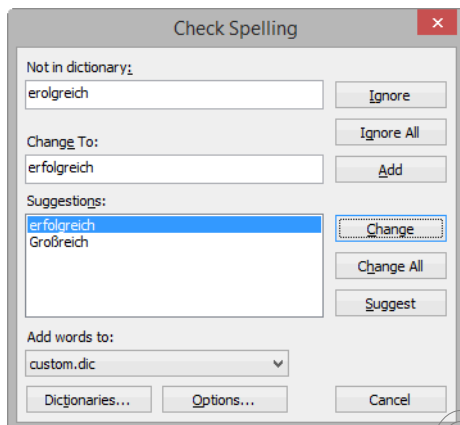 Check Spelling
Not in dictionary:
erolgreich
Ignore
Ignore All
Change To:
erfolgreich
Add
Suggestions:
erfolgreich
Großreich
Change
Change All
Suggest
Add words to:
custom.dic
Dictionaries...
Options...
Cancel